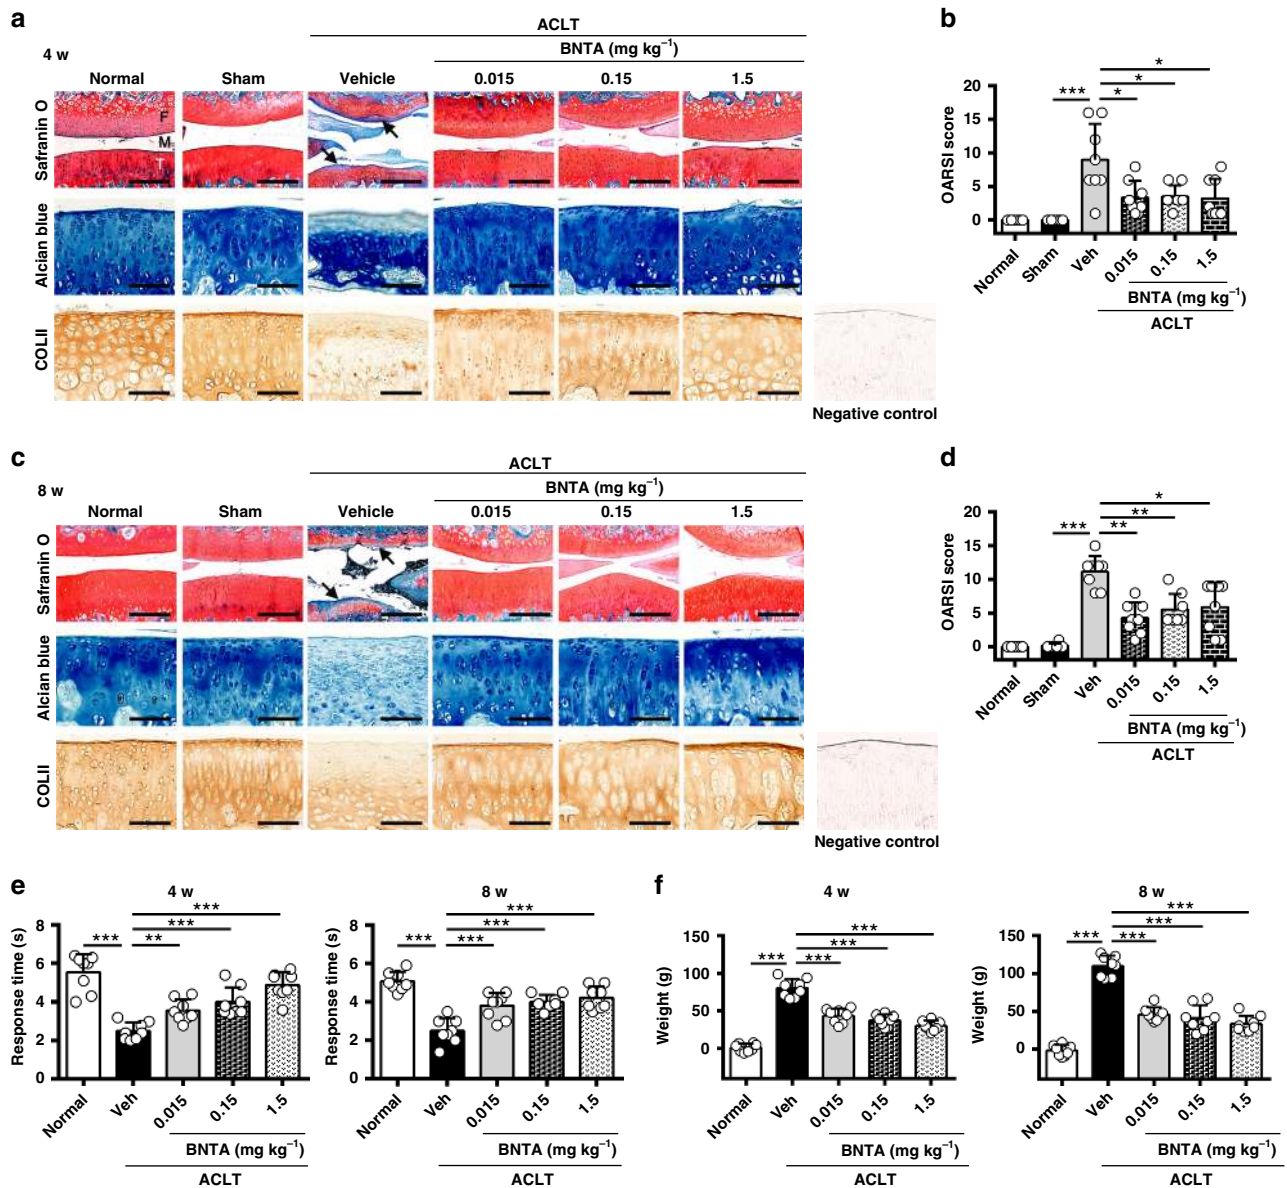 a
ACLT
4 w
BNTA (mg kg⁻¹)
Normal Sham Vehicle 0.015 0.15 1.5
Safranin O
F
M
T
Alcian blue
COLII
Negative control
b
OARSI score
20
15
10
5
0
*
*
*** *
Normal Sham Veh 0.015 0.15 1.5
BNTA (mg kg⁻¹)
ACLT
c
ACLT
8 w
BNTA (mg kg⁻¹)
Normal Sham Vehicle 0.015 0.15 1.5
Safranin O
Alcian blue
COLII
Negative control
d
OARSI score
20
15
10
5
0
*
**
*** **
Normal Sham Veh 0.015 0.15 1.5
BNTA (mg kg⁻¹)
ACLT
e
4 w
Response time (s)
8
6
4
2
0
***
***
*** **
Normal Veh 0.015 0.15 1.5
BNTA (mg kg⁻¹)
ACLT
8 w
Response time (s)
8
6
4
2
0
***
***
*** ***
Normal Veh 0.015 0.15 1.5
BNTA (mg kg⁻¹)
ACLT
f
4 w
Weight (g)
150
100
50
0
***
***
*** ***
Normal Veh 0.015 0.15 1.5
BNTA (mg kg⁻¹)
ACLT
8 w
Weight (g)
150
100
50
0
***
***
*** ***
Normal Veh 0.015 0.15 1.5
BNTA (mg kg⁻¹)
ACLT